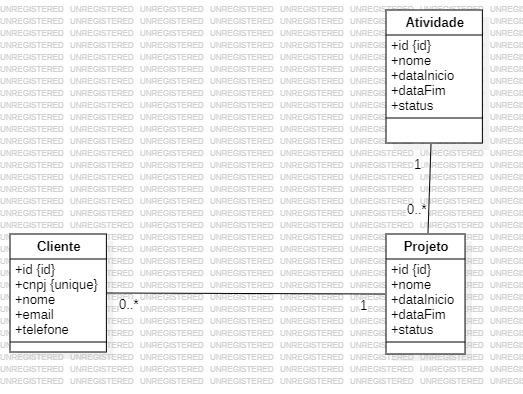 Atividade
+id {id}
+nome
+dataInicio
+dataFim
+status
1
0..*
Cliente
+id {id}
+cnpj {unique}
+nome
+email
+telefone
0..*
1
Projeto
+id {id}
+nome
+dataInicio
+dataFim
+status
UNREGISTERED